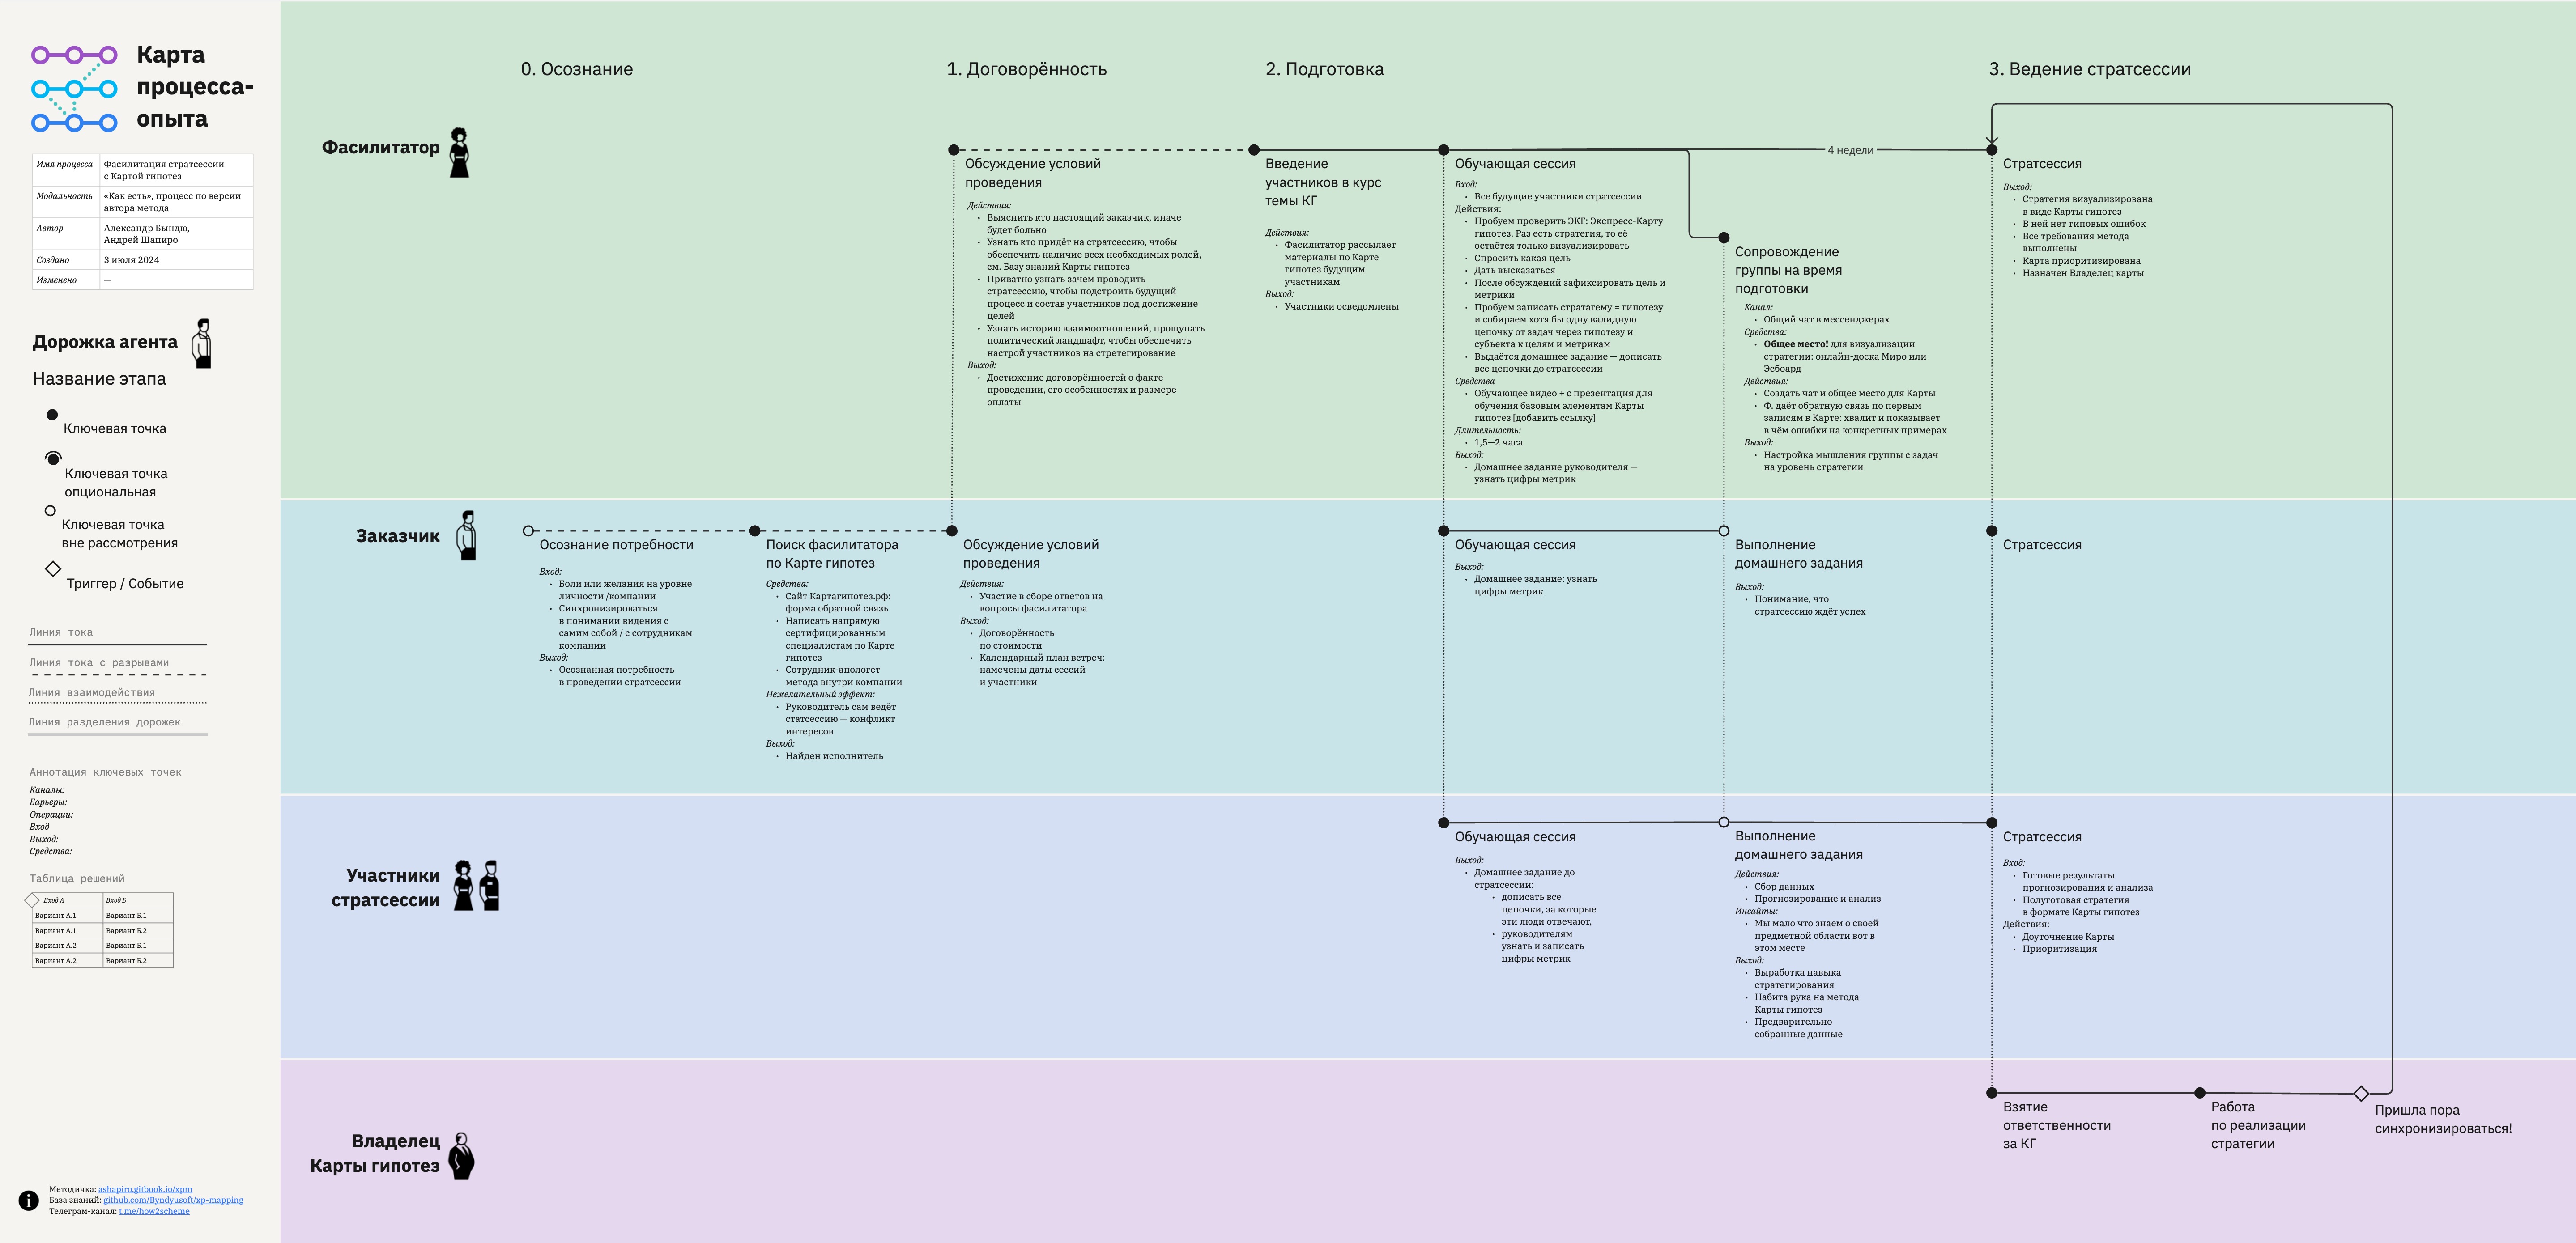 Карта
процесса-
опыта
Имя процесса
Фасилитация стратсессии
с Картой гипотез
Модальность
«Как есть», процесс по версии
автора метода
Автор
Александр Бындю,
Андрей Шапиро
Создано
3 июля 2024
Изменено
—
Дорожка агента
Название этапа
Ключевая точка
Ключевая точка
опциональная
Ключевая точка
вне рассмотрения
Триггер / Событие
Линия тока
Линия тока с разрывами
Линия взаимодействия
Линия разделения дорожек
Аннотация ключевых точек
Каналы:
Барьеры:
Операции:
Вход
Выход:
Средства:
Таблица решений
Вход А
Вход Б
Вариант А.1
Вариант Б.1
Вариант А.1
Вариант Б.2
Вариант А.2
Вариант Б.1
Вариант А.2
Вариант Б.2
Методичка: ashapiro.gitbook.io/xpm
База знаний: github.com/Byndyusoft/xp-mapping
Телеграм-канал: t.me/how2scheme
0. Осознание
1. Договорённость
2. Подготовка
3. Ведение стратсессии
Фасилитатор
Обсуждение условий
проведения
Действия:
• Выяснить кто настоящий заказчик, иначе
будет больно
• Узнать кто придёт на стратсессию, чтобы
обеспечить наличие всех необходимых ролей,
см. Базу знаний Карты гипотез
• Приватно узнать зачем проводить
стратсессию, чтобы подстроить будущий
процесс и состав участников под достижение
целей
• Узнать историю взаимоотношений, прощупать
политический ландшафт, чтобы обеспечить
настрой участников на стретегирование
Выход:
• Достижение договорённостей о факте
проведении, его особенностях и размере
оплаты
Введение
участников в курс
темы КГ
Действия:
• Фасилитатор рассылает
материалы по Карте
гипотез будущим
участникам
Выход:
• Участники осведомлены
Обучающая сессия
Вход:
• Все будущие участники стратсессии
Действия:
• Пробуем проверить ЭКГ: Экспресс-Карту
гипотез. Раз есть стратегия, то её
остаётся только визуализировать
• Спросить какая цель
• Дать высказаться
• После обсуждений зафиксировать цель и
метрики
• Пробуем записать стратагему = гипотезу
и собираем хотя бы одну валидную
цепочку от задач через гипотезу и
субъекта к целям и метрикам
• Выдаётся домашнее задание — дописать
все цепочки до стратсессии
Средства
• Обучающее видео + с презентация для
обучения базовым элементам Карты
гипотез [добавить ссылку]
Длительность:
• 1,5—2 часа
Выход:
• Домашнее задание руководителя —
узнать цифры метрик
4 недели
Сопровождение
группы на время
подготовки
Канал:
• Общий чат в мессенджерах
Средства:
• Общее место! для визуализации
стратегии: онлайн-доска Миро или
Эсбоард
Действия:
• Создать чат и общее место для Карты
• Ф. даёт обратную связь по первым
записям в Карте: хвалит и показывает
в чём ошибки на конкретных примерах
Выход:
• Настройка мышления группы с задач
на уровень стратегии
Стратсессия
Выход:
• Стратегия визуализирована
в виде Карты гипотез
• В ней нет типовых ошибок
• Все требования метода
выполнены
• Карта приоритизирована
• Назначен Владелец карты
Заказчик
Осознание потребности
Вход:
• Боли или желания на уровне
личности /компании
• Синхронизироваться
в понимании видения с
самим собой / с сотрудникам
компании
Выход:
• Осознанная потребность
в проведении стратсессии
Поиск фасилитатора
по Карте гипотез
Средства:
• Сайт Картагипотез.рф:
форма обратной связь
• Написать напрямую
сертифицированным
специалистам по Карте
гипотез
• Сотрудник-апологет
метода внутри компании
Нежелательный эффект:
• Руководитель сам ведёт
статсессию — конфликт
интересов
Выход:
• Найден исполнитель
Обсуждение условий
проведения
Действия:
• Участие в сборе ответов на
вопросы фасилитатора
Выход:
• Договорённость
по стоимости
• Календарный план встреч:
намечены даты сессий
и участники
Обучающая сессия
Выход:
• Домашнее задание: узнать
цифры метрик
Выполнение
домашнего задания
Выход:
• Понимание, что
стратсессию ждёт успех
Стратсессия
Участники
стратсессии
Обучающая сессия
Выход:
• Домашнее задание до
стратсессии:
• дописать все
цепочки, за которые
эти люди отвечают,
• руководителям
узнать и записать
цифры метрик
Выполнение
домашнего задания
Действия:
• Сбор данных
• Прогнозирование и анализ
Инсайты:
• Мы мало что знаем о своей
предметной области вот в
этом месте
Выход:
• Выработка навыка
стратегирования
• Набита рука на метода
Карты гипотез
• Предварительно
собранные данные
Стратсессия
Вход:
• Готовые результаты
прогнозирования и анализа
• Полуготовая стратегия
в формате Карты гипотез
Действия:
• Доуточнение Карты
• Приоритизация
Владелец
Карты гипотез
Взятие
ответственности
за КГ
Работа
по реализации
стратегии
Пришла пора
синхронизироваться!